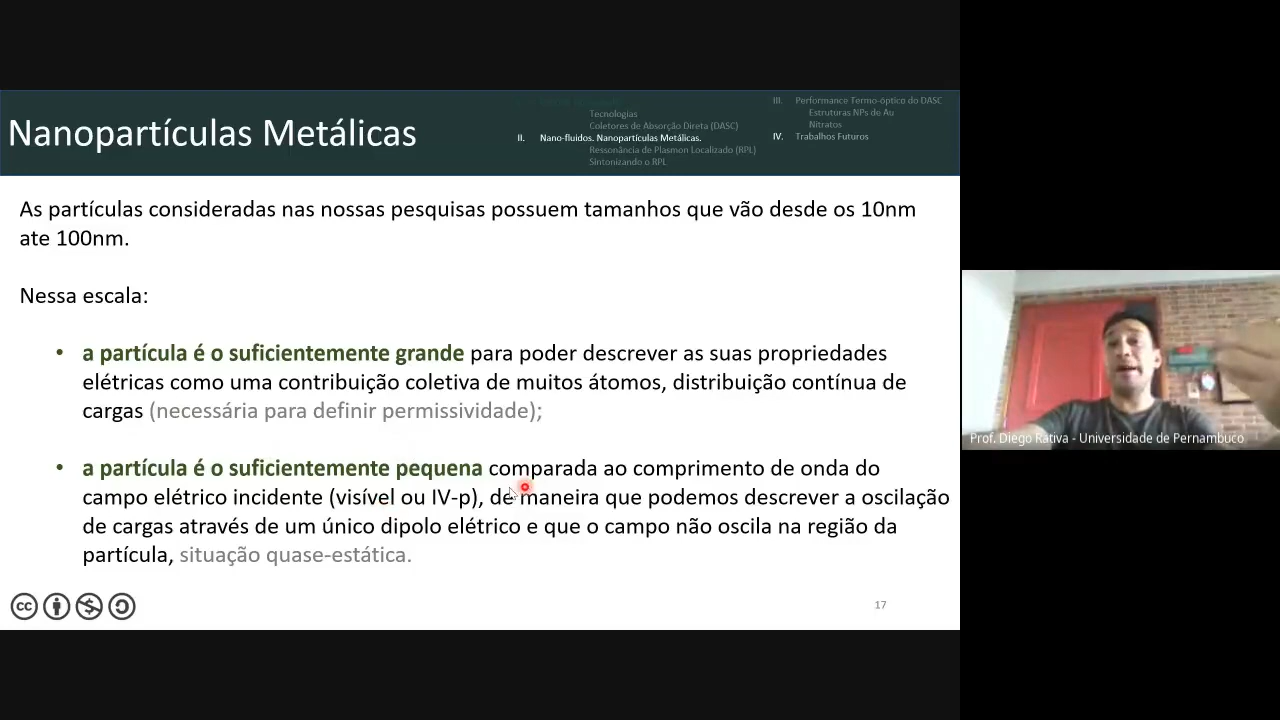 Nanopartículas Metálicas
Tecnologias
Coletores de Absorção Direta (DASC)
II. Nano-fluidos. Nanopartículas Metálicas.
Ressonância de Plasmon Localizado (RPL)
Sintonizando o RPL
III. Performance Termo-óptico do DASC
Estruturas NPs de Au
Nitratos
IV. Trabalhos Futuros
As partículas consideradas nas nossas pesquisas possuem tamanhos que vão desde os 10nm
ate 100nm.
Nessa escala:
• a partícula é o suficientemente grande para poder descrever as suas propriedades
elétricas como uma contribuição coletiva de muitos átomos, distribuição contínua de
cargas (necessária para definir permissividade);
• a partícula é o suficientemente pequena comparada ao comprimento de onda do
campo elétrico incidente (visível ou IV-p), de maneira que podemos descrever a oscilação
de cargas através de um único dipolo elétrico e que o campo não oscila na região da
partícula, situação quase-estática.
cc
17
Prof. Diego Rativa - Universidade de Pernambuco